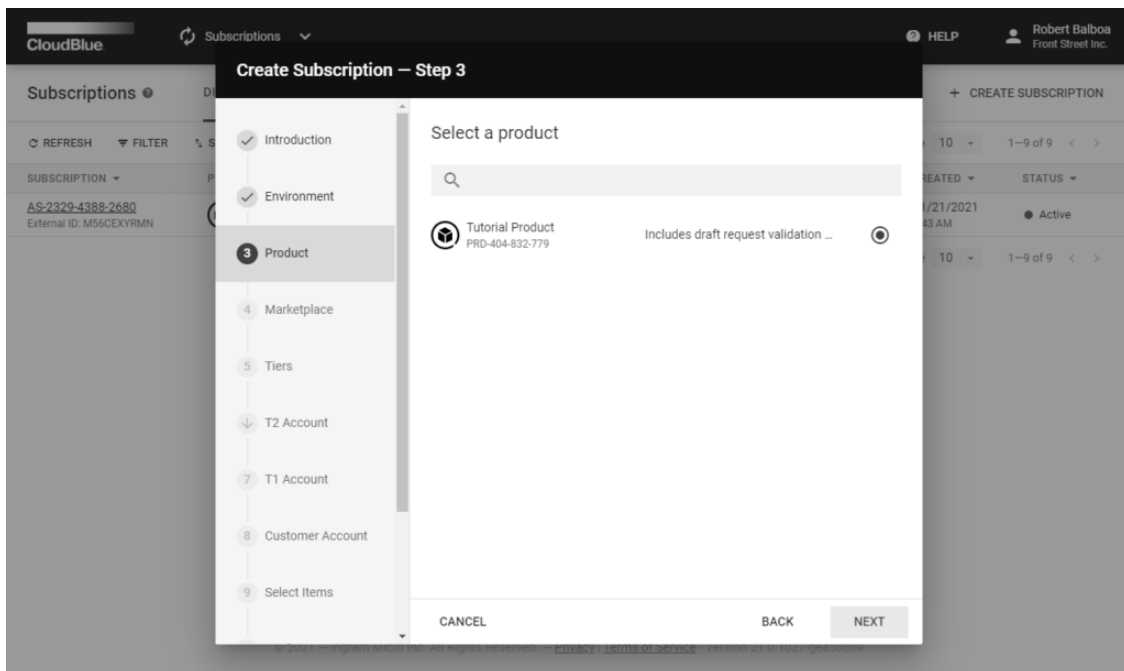 CloudBlue
Subscriptions
HELP
Robert Balboa
Front Street Inc.
Create Subscription — Step 3
Subscriptions
DI
+ CREATE SUBSCRIPTION
REFRESH
FILTER
S
10
1—9 of 9
SUBSCRIPTION
P
REATED
STATUS
AS-2329-4388-2680
External ID: M56CEXYRMN
1/21/2021
43 AM
Active
10
1—9 of 9
Introduction
Environment
3 Product
4 Marketplace
5 Tiers
T2 Account
7 T1 Account
8 Customer Account
9 Select Items
Select a product
Tutorial Product
PRD-404-832-779
Includes draft request validation ...
CANCEL
BACK
NEXT
© 2021 — Ingram Micro Inc. All Rights Reserved. — Privacy | Terms of Service